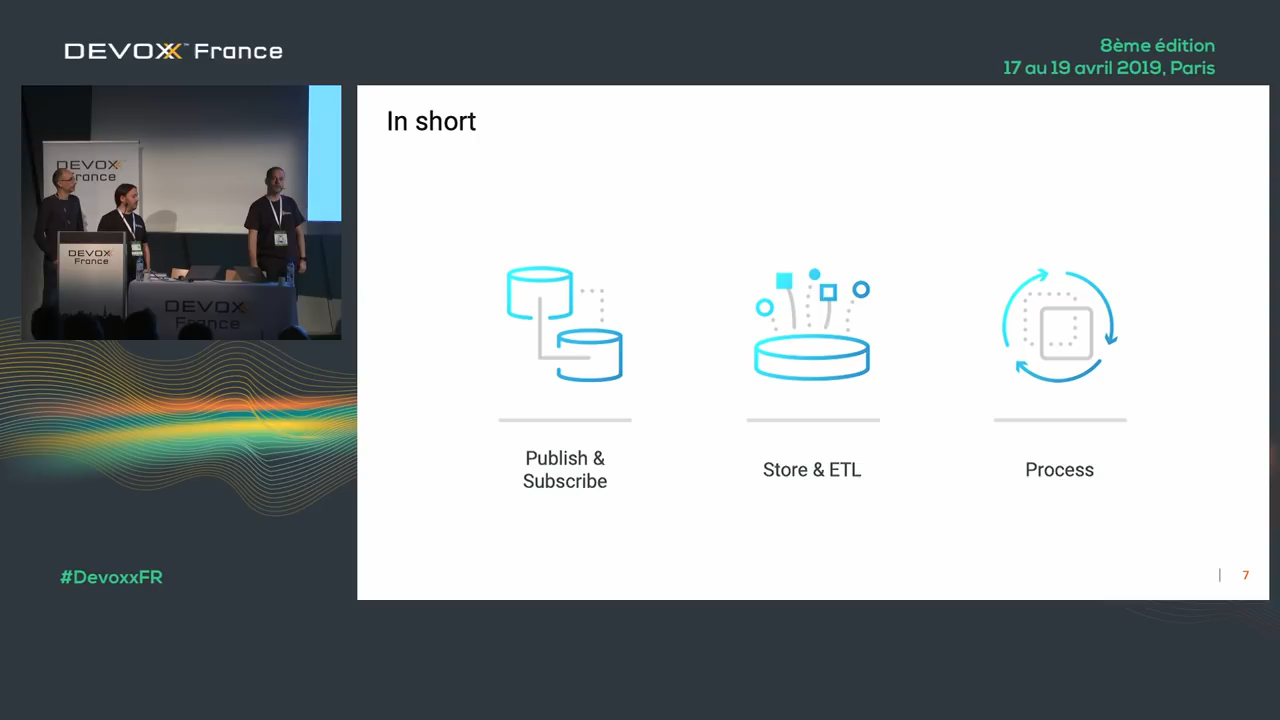 DEVOXX™ France
8ème édition
17 au 19 avril 2019, Paris
DEVOXX
France
DEVOXX
France
DEVOXX
France
In short
Publish &
Subscribe
Store & ETL
Process
7
#DevoxxFR